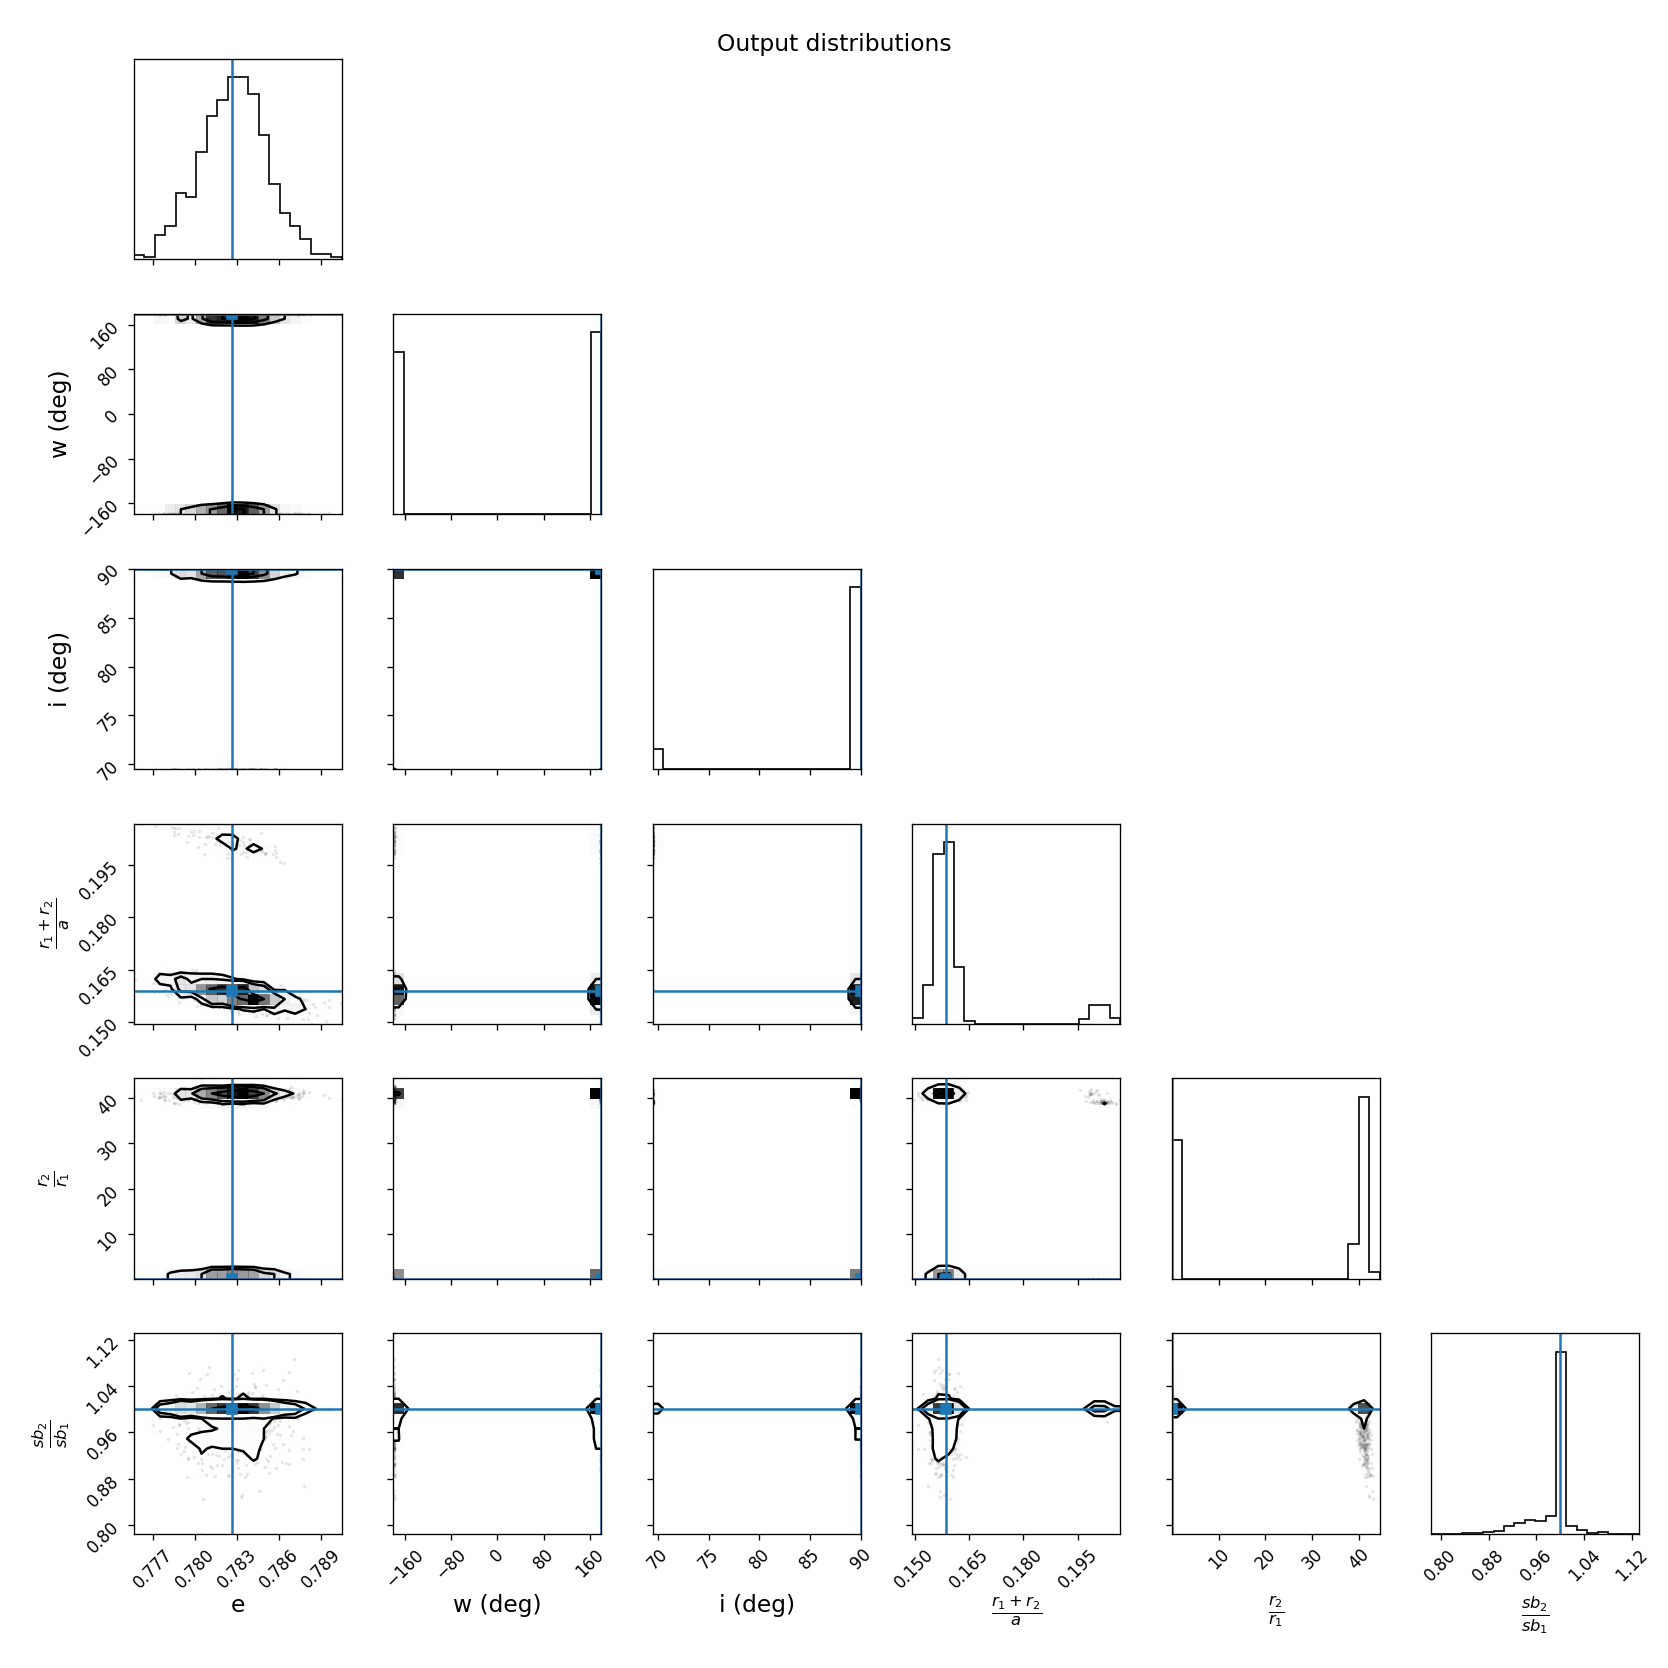 Output distributions
w (deg)
160
80
0
−80
−160
i (deg)
90
85
80
75
70
r₁ + r₂
a
0.195
0.180
0.165
0.150
r₂
r₁
40
30
20
10
sb₂
sb₁
1.12
1.04
0.96
0.88
0.80
0.777 0.780 0.783 0.786 0.789
e
−160 −80 0 80 160
w (deg)
70 75 80 85 90
i (deg)
0.150 0.165 0.180 0.195
r₁ + r₂
a
10 20 30 40
r₂
r₁
0.80 0.88 0.96 1.04 1.12
sb₂
sb₁